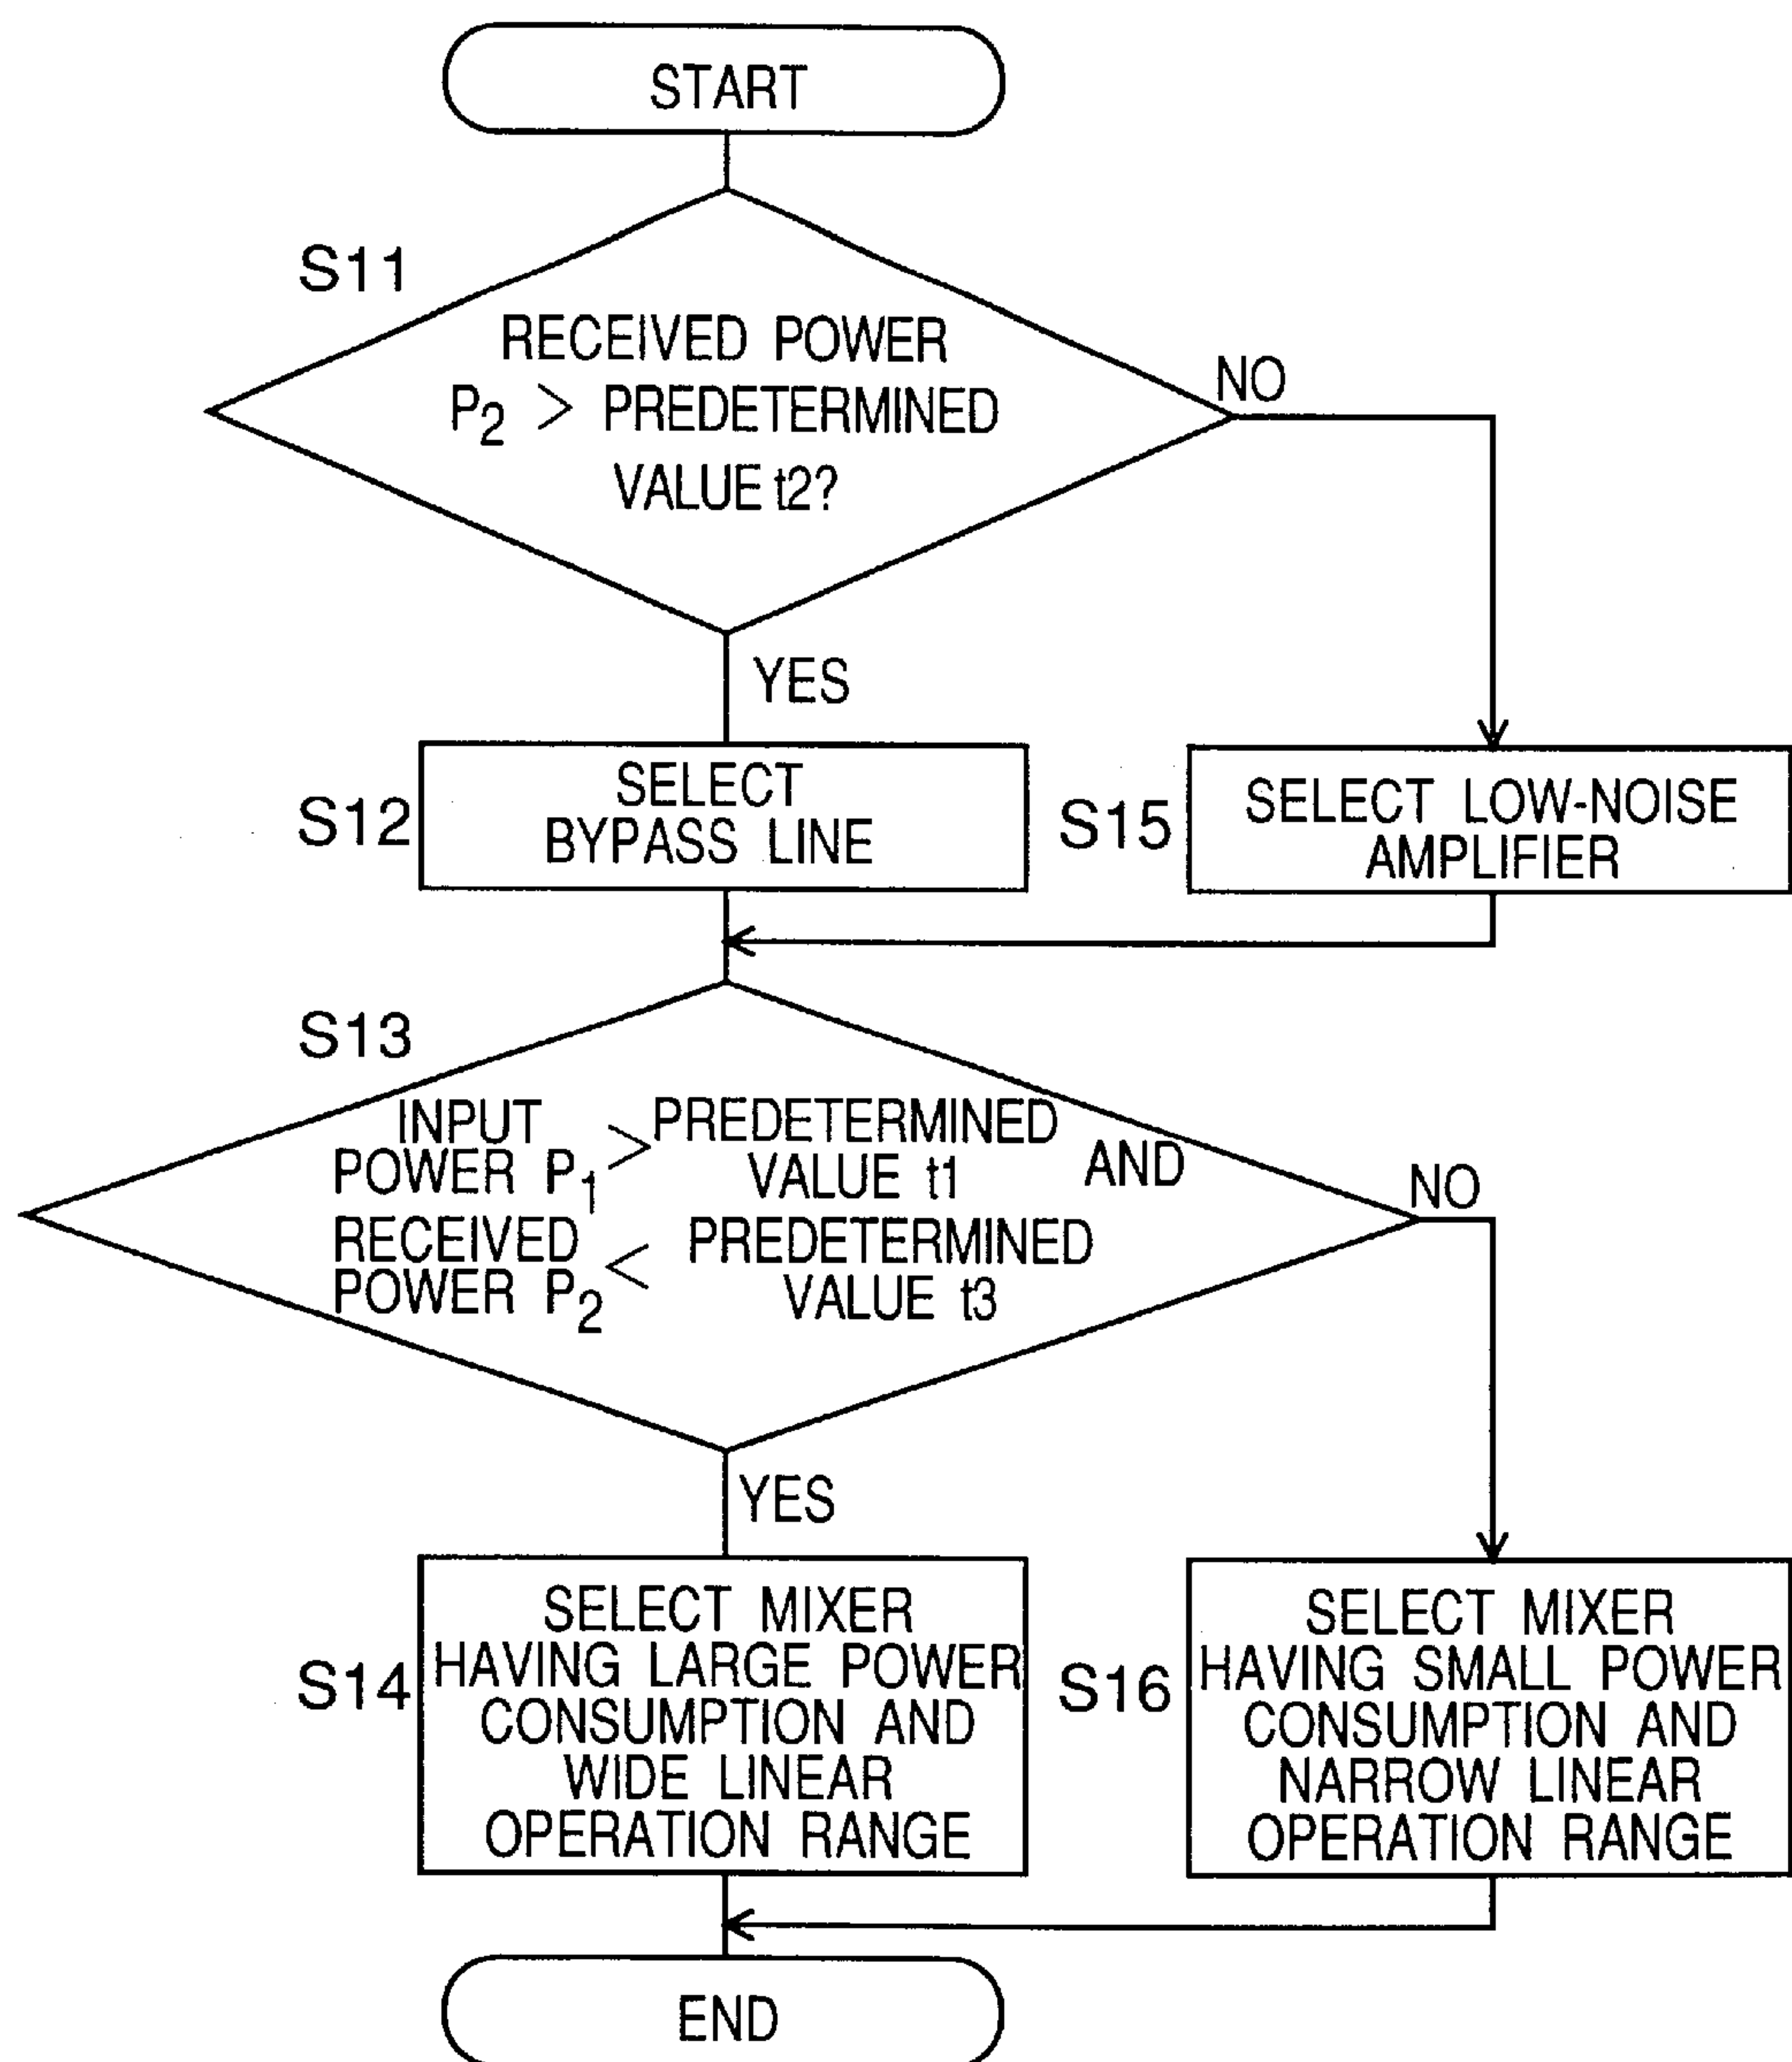 START
S11
RECEIVED POWER
P2 > PREDETERMINED
VALUE t2?
NO
YES
S12
SELECT
BYPASS LINE
S15
SELECT LOW-NOISE
AMPLIFIER
S13
INPUT
POWER P1 > PREDETERMINED
VALUE t1 AND
RECEIVED
POWER P2 < PREDETERMINED
VALUE t3
NO
YES
S14
SELECT MIXER
HAVING LARGE POWER
CONSUMPTION AND
WIDE LINEAR
OPERATION RANGE
S16
SELECT MIXER
HAVING SMALL POWER
CONSUMPTION AND
NARROW LINEAR
OPERATION RANGE
END